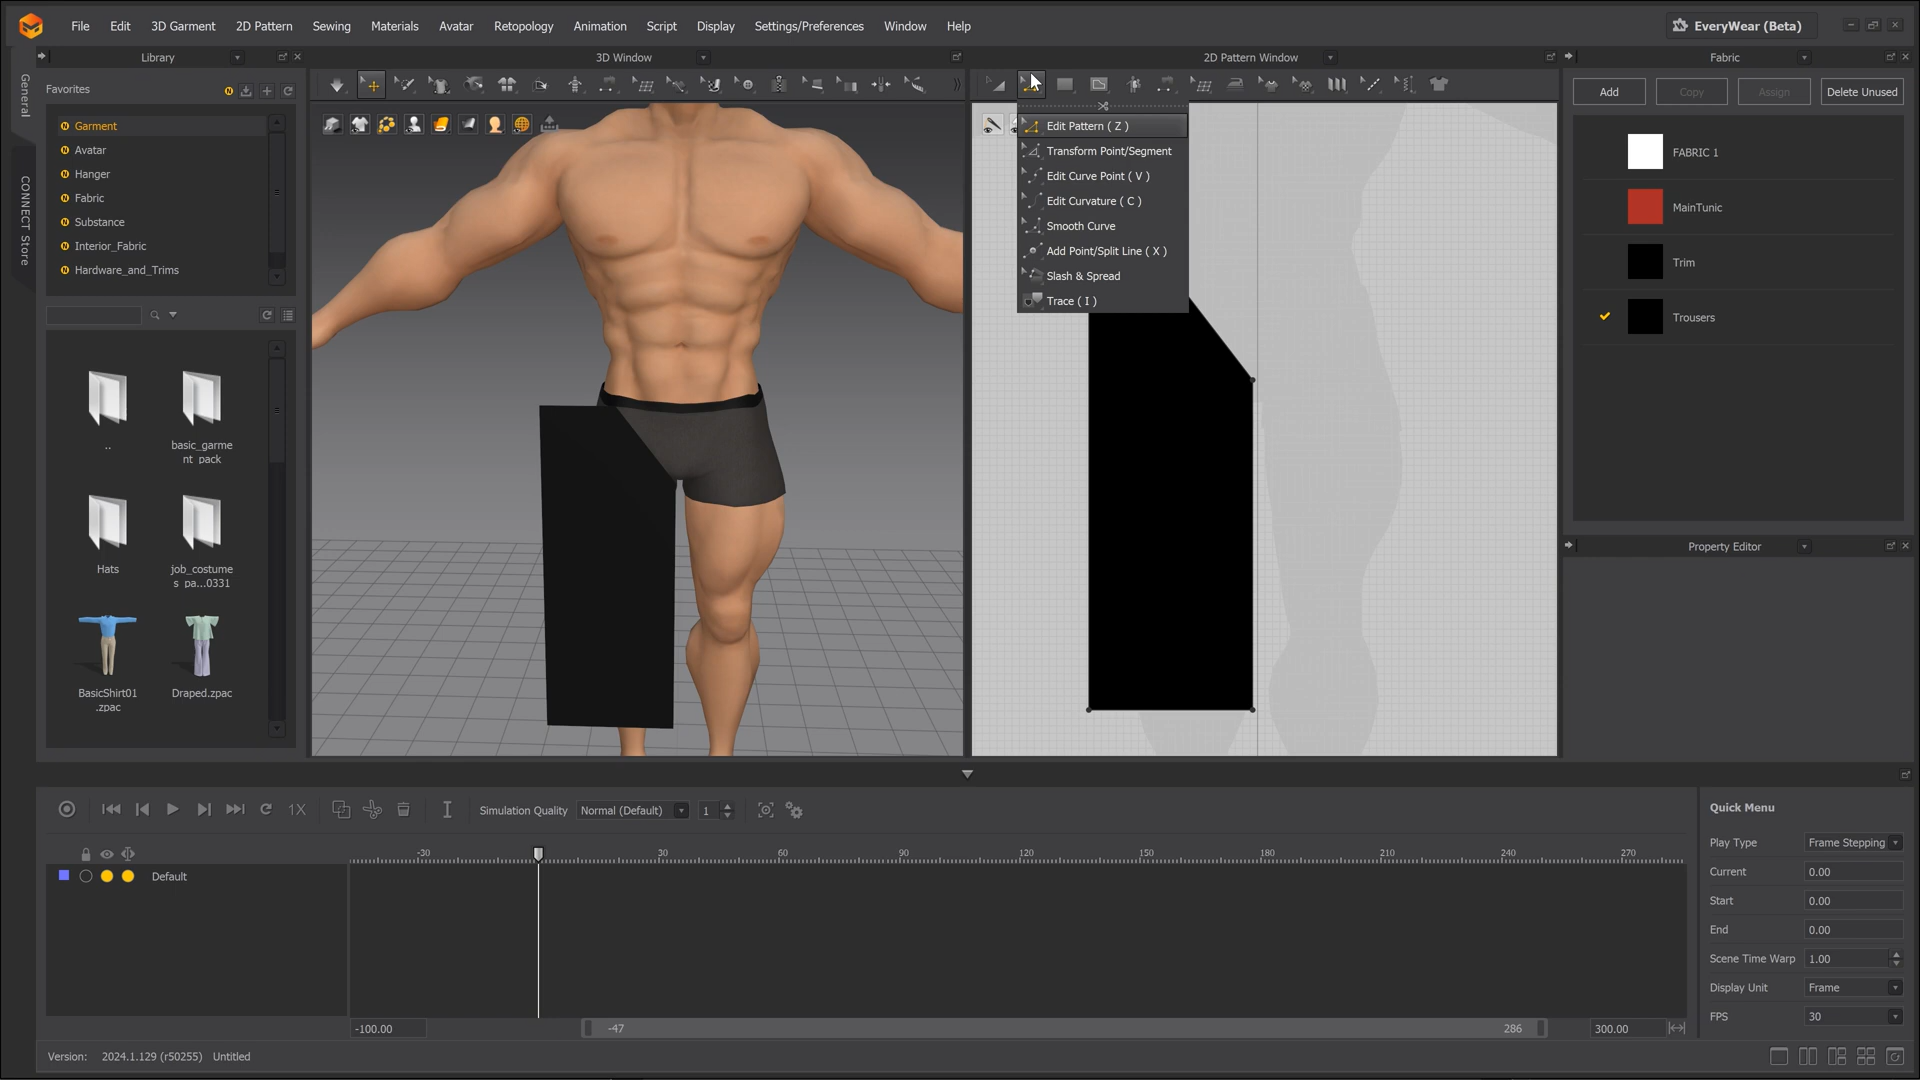 File Edit 3D Garment 2D Pattern Sewing Materials Avatar Retopology Animation Script Display Settings/Preferences Window Help
EveryWear (Beta)
Library
3D Window
2D Pattern Window
Fabric
General
CONNECT Store
Favorites
Garment
Avatar
Hanger
Fabric
Substance
Interior_Fabric
Hardware_and_Trims
..
basic_garme
nt_pack
Hats
job_costume
s_pa...0331
BasicShirt01
.zpac
Draped.zpac
Edit Pattern ( Z )
Transform Point/Segment
Edit Curve Point ( V )
Edit Curvature ( C )
Smooth Curve
Add Point/Split Line ( X )
Slash & Spread
Trace ( I )
Add Copy Assign Delete Unused
FABRIC 1
MainTunic
Trim
Trousers
Property Editor
1X
Simulation Quality Normal (Default) 1
-30 30 60 90 120 150 180 210 240 270
Default
-100.00 -47 286 300.00
Quick Menu
Play Type Frame Stepping
Current 0.00
Start 0.00
End 0.00
Scene Time Warp 1.00
Display Unit Frame
FPS 30
Version: 2024.1.129 (r50255) Untitled